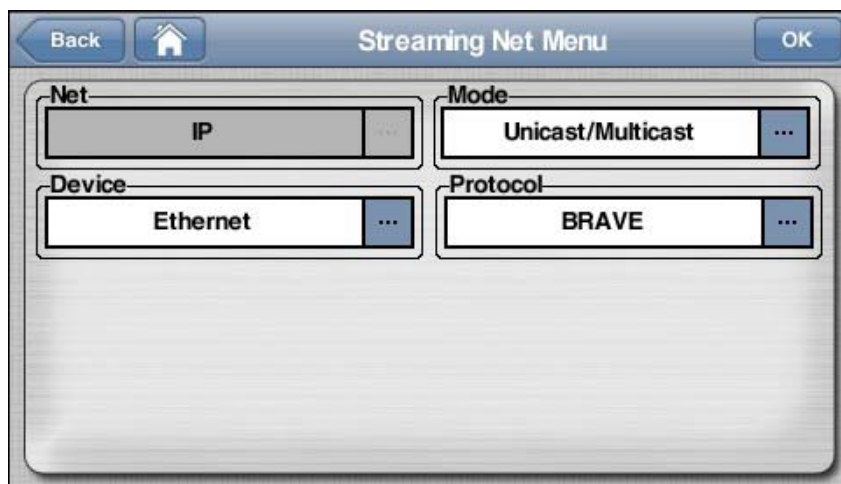 Back
Streaming Net Menu
OK
Net
IP
...
Mode
Unicast/Multicast
...
Device
Ethernet
...
Protocol
BRAVE
...